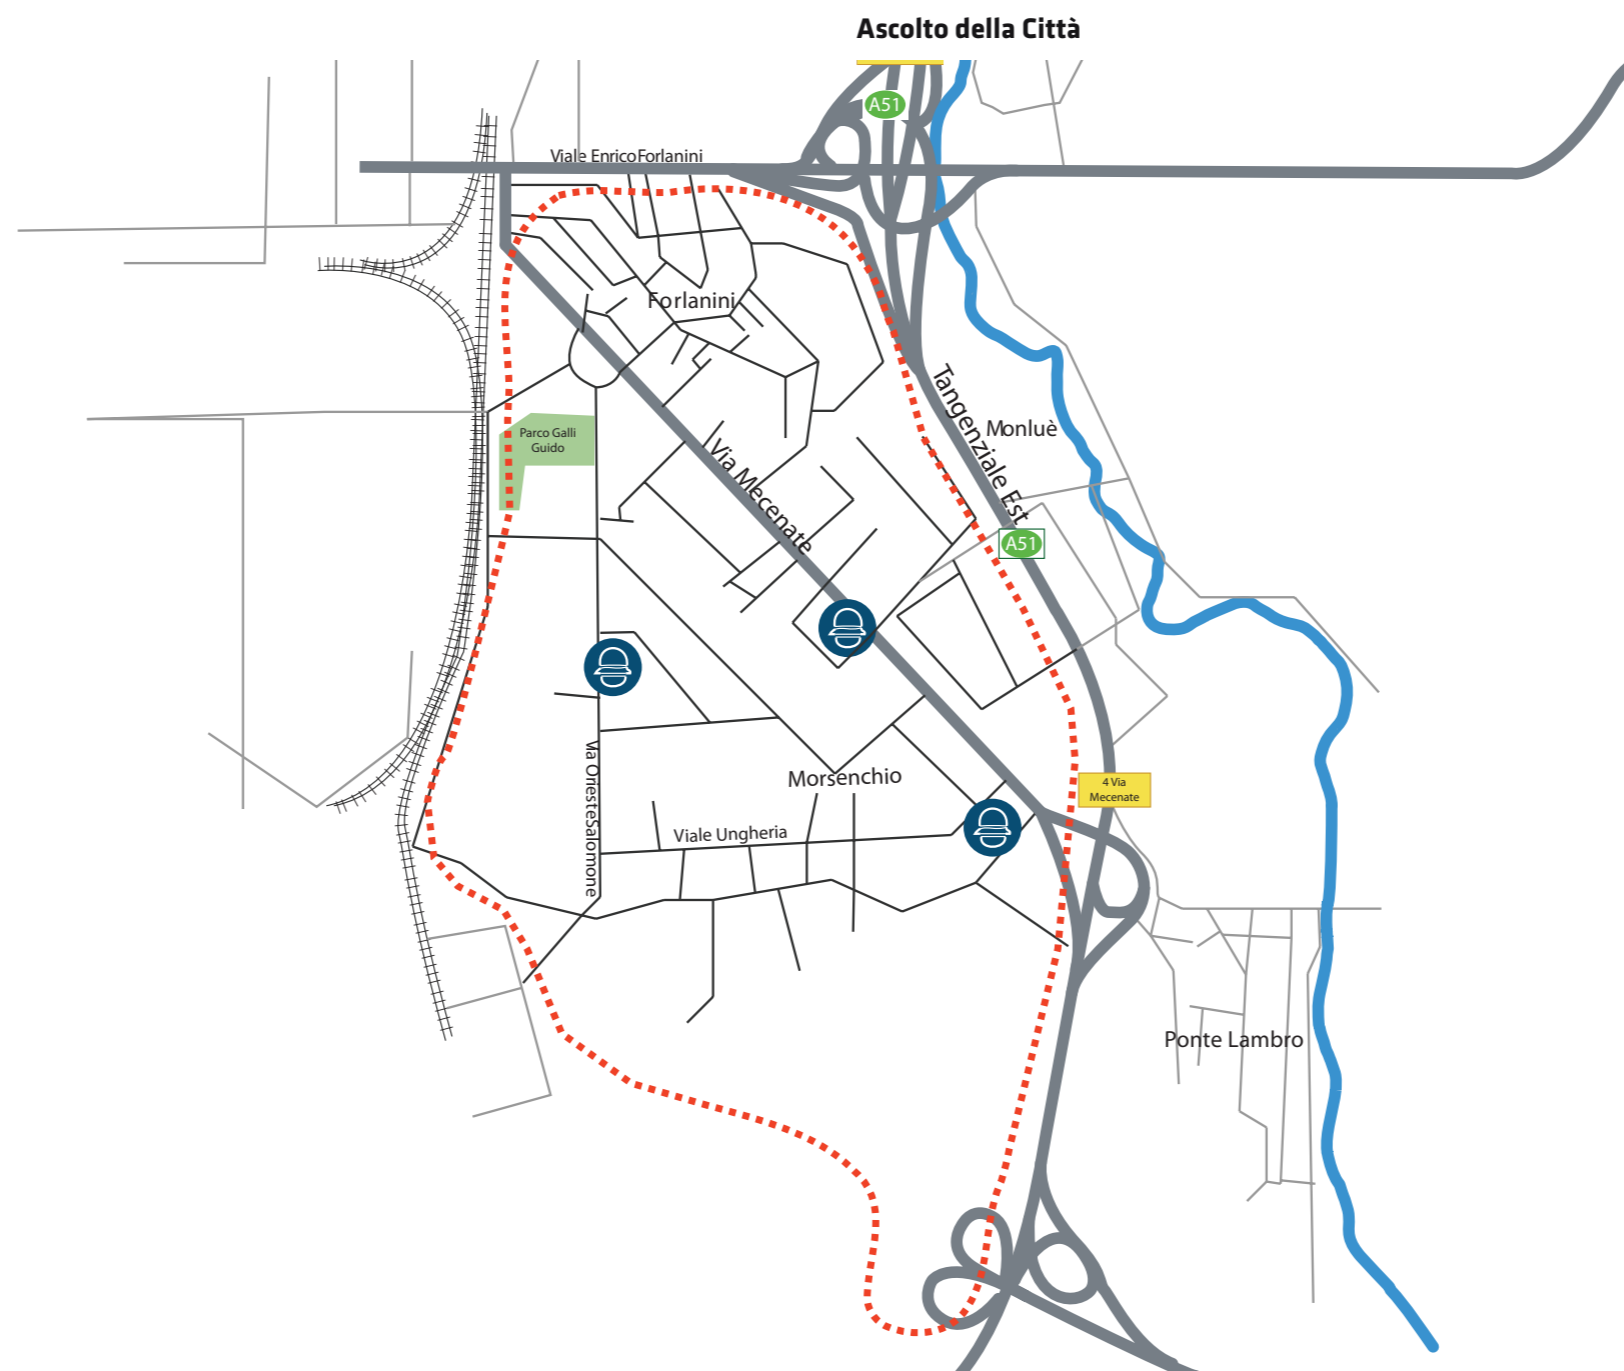 Ascolto della Città
A51
Viale EnricoForlanini
Forlanini
Tangenziale Est
Monluè
Parco Galli
Guido
Via Mecenate
A51
Via OriesteSalomone
Morsenchio
4 Via
Mecenate
Viale Ungheria
Ponte Lambro